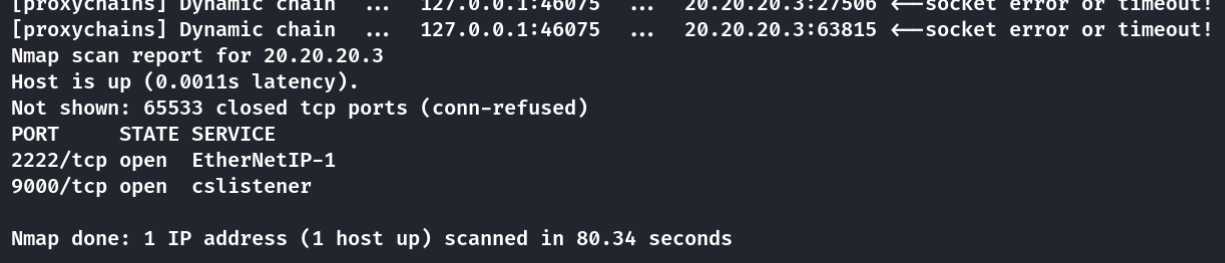 [proxychains] Dynamic chain  ...  127.0.0.1:46075  ...  20.20.20.3:27506 <--socket error or timeout!
[proxychains] Dynamic chain  ...  127.0.0.1:46075  ...  20.20.20.3:63815 <--socket error or timeout!
Nmap scan report for 20.20.20.3
Host is up (0.0011s latency).
Not shown: 65533 closed tcp ports (conn-refused)
PORT     STATE SERVICE
2222/tcp open  EtherNetIP-1
9000/tcp open  cslistener
Nmap done: 1 IP address (1 host up) scanned in 80.34 seconds